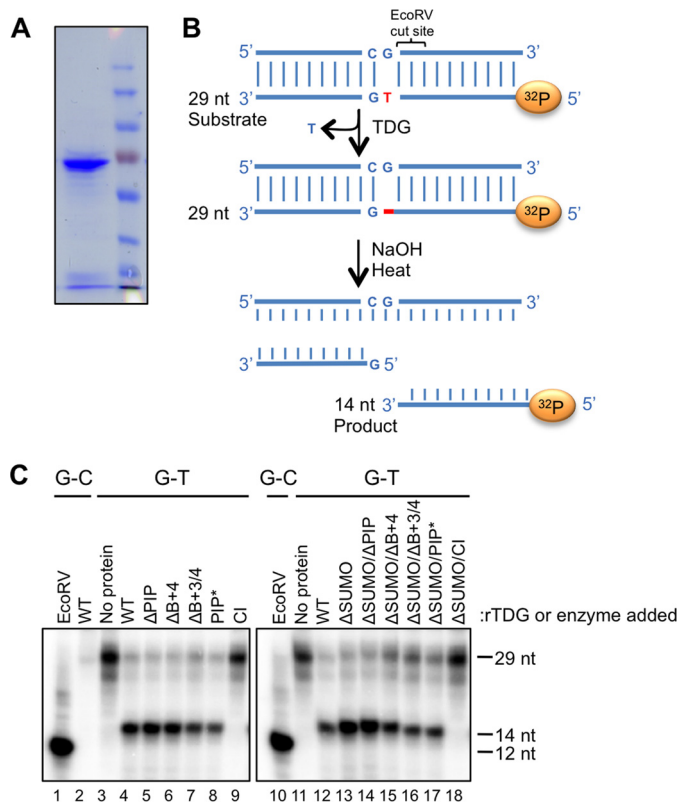 A
B
EcoRV
cut site
5’ C G 3’
29 nt 3’ G T 32P 5’
Substrate
T TDG
5’ C G 3’
29 nt 3’ G 32P 5’
NaOH
Heat
5’ C G 3’
3’ G 5’
14 nt 3’ 32P 5’
Product
C
G-C G-T G-C G-T
EcoRV WT No protein WT ΔPIP ΔB+4 ΔB+3/4 PIP* CI EcoRV No protein WT ΔSUMO ΔSUMO/ΔPIP ΔSUMO/ΔB+4 ΔSUMO/ΔB+3/4 ΔSUMO/PIP* ΔSUMO/CI :rTDG or enzyme added
29 nt
14 nt
12 nt
1 2 3 4 5 6 7 8 9 10 11 12 13 14 15 16 17 18